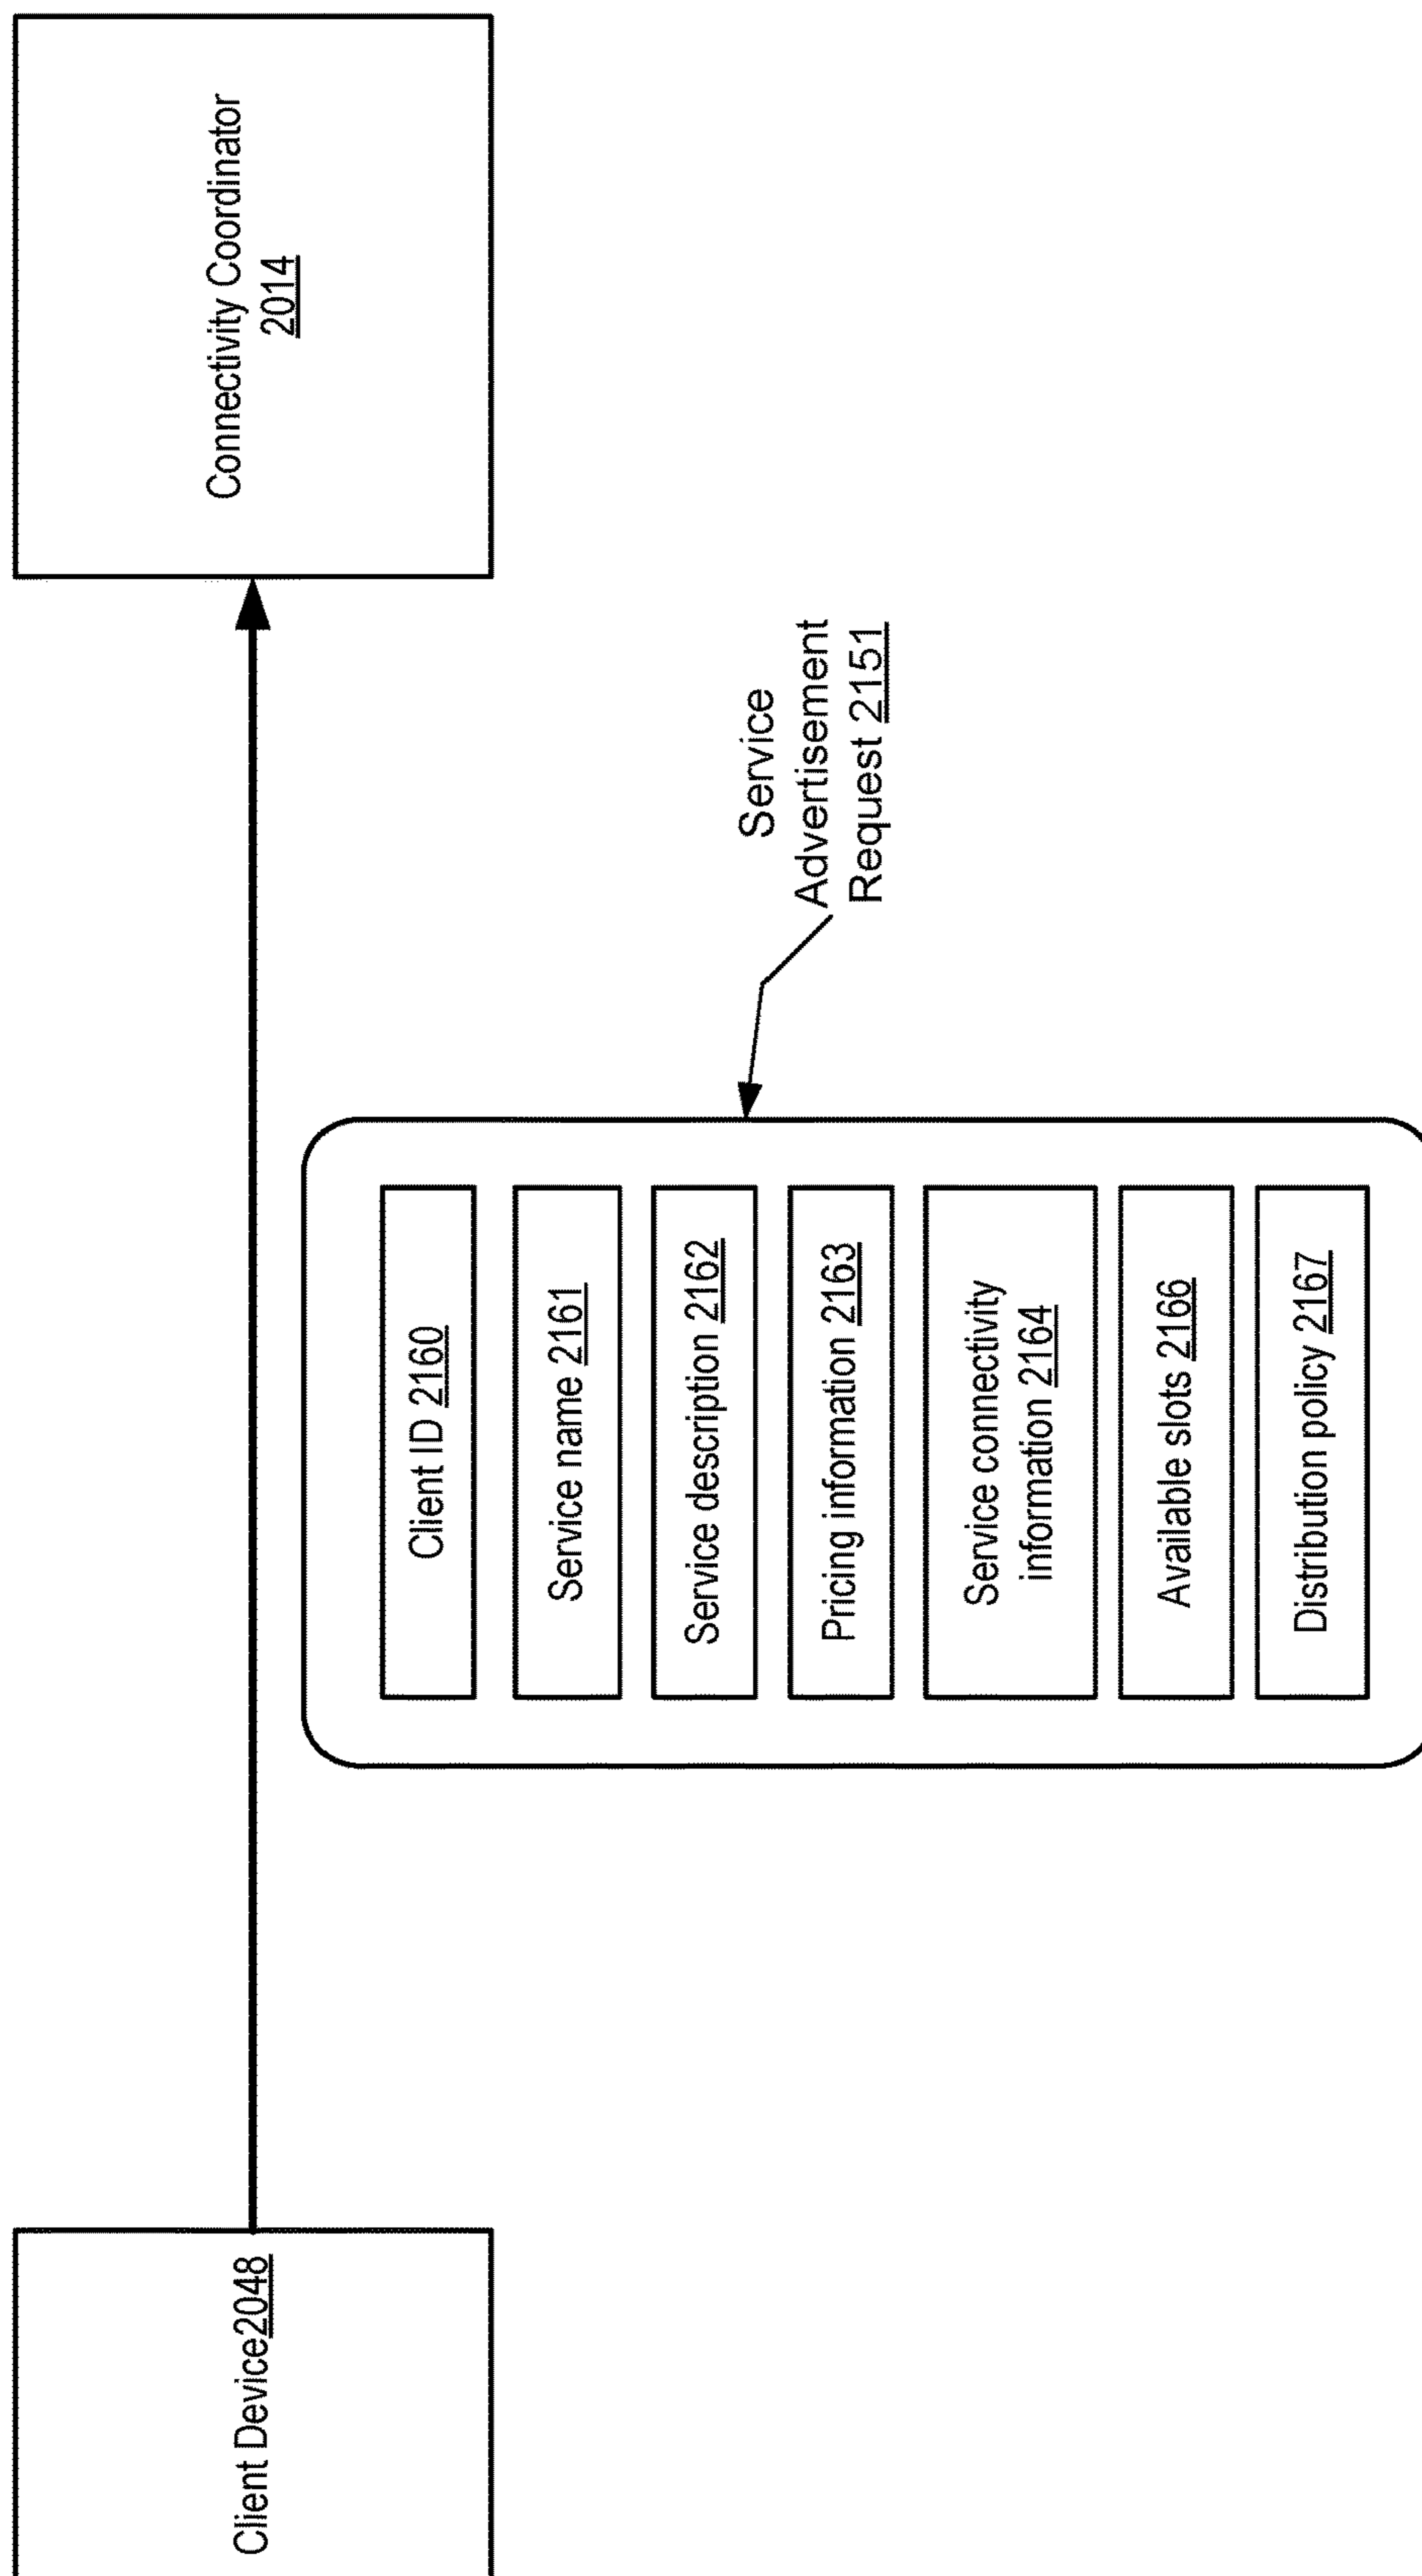 Client Device2048
Connectivity Coordinator
2014
Service
Advertisement
Request 2151
Client ID 2160
Service name 2161
Service description 2162
Pricing information 2163
Service connectivity
information 2164
Available slots 2166
Distribution policy 2167